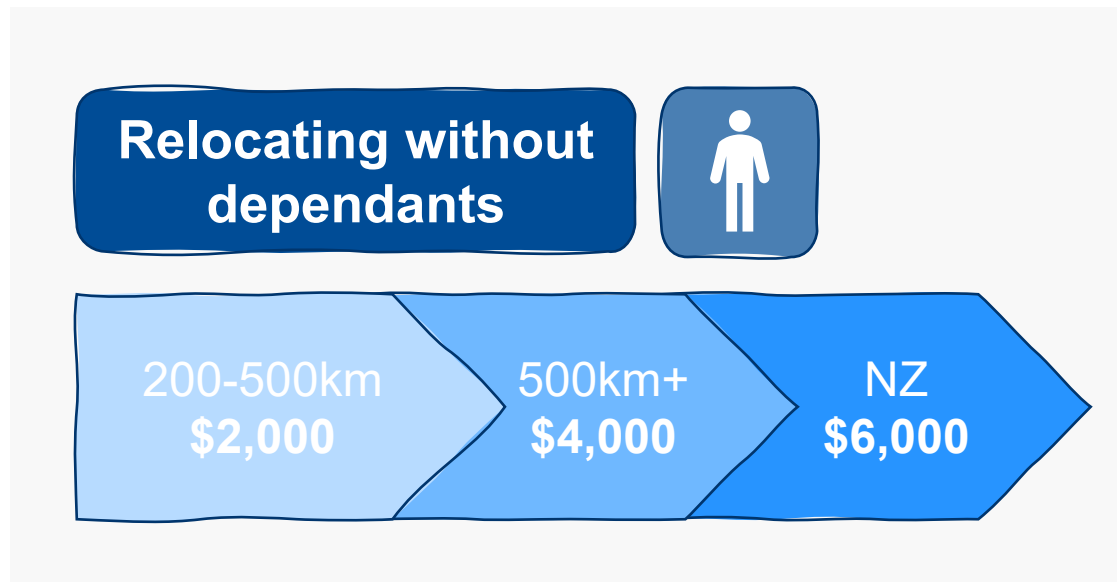 Relocating without
dependants
200-500km
$2,000
500km+
$4,000
NZ
$6,000